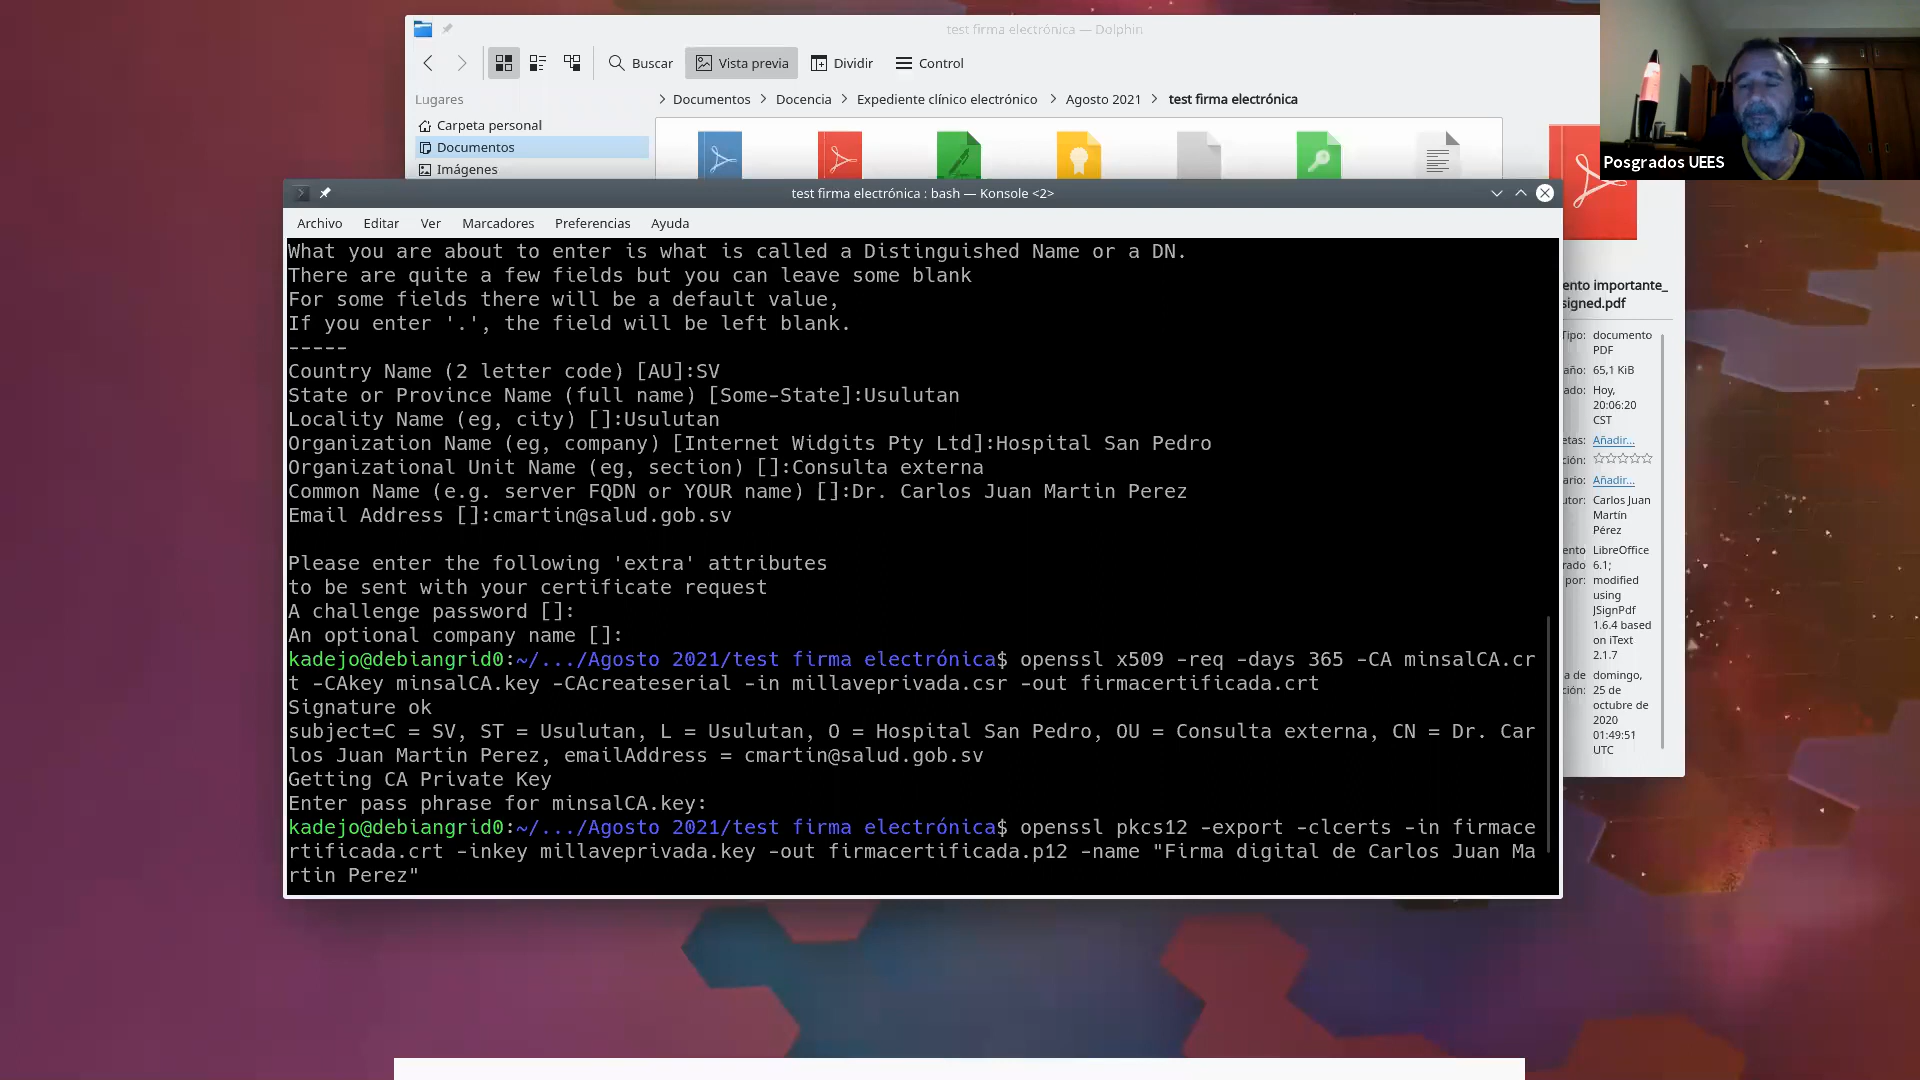 test firma electrónica — Dolphin
Buscar
Vista previa
Dividir
Control
Lugares
Documentos
Docencia
Expediente clínico electrónico
Agosto 2021
test firma electrónica
Carpeta personal
Documentos
Imágenes
Posgrados UEES
test firma electrónica : bash — Konsole <2>
Archivo Editar Ver Marcadores Preferencias Ayuda
What you are about to enter is what is called a Distinguished Name or a DN.
There are quite a few fields but you can leave some blank
For some fields there will be a default value,
If you enter '.', the field will be left blank.
-----
Country Name (2 letter code) [AU]:SV
State or Province Name (full name) [Some-State]:Usulutan
Locality Name (eg, city) []:Usulutan
Organization Name (eg, company) [Internet Widgits Pty Ltd]:Hospital San Pedro
Organizational Unit Name (eg, section) []:Consulta externa
Common Name (e.g. server FQDN or YOUR name) []:Dr. Carlos Juan Martin Perez
Email Address []:cmartin@salud.gob.sv
Please enter the following 'extra' attributes
to be sent with your certificate request
A challenge password []:
An optional company name []:
kadejo@debiangrid0:~/.../Agosto 2021/test firma electrónica$ openssl x509 -req -days 365 -CA minsalCA.cr
t -CAkey minsalCA.key -CAcreateserial -in millaveprivada.csr -out firmacertificada.crt
Signature ok
subject=C = SV, ST = Usulutan, L = Usulutan, O = Hospital San Pedro, OU = Consulta externa, CN = Dr. Car
los Juan Martin Perez, emailAddress = cmartin@salud.gob.sv
Getting CA Private Key
Enter pass phrase for minsalCA.key:
kadejo@debiangrid0:~/.../Agosto 2021/test firma electrónica$ openssl pkcs12 -export -clcerts -in firmace
rtificada.crt -inkey millaveprivada.key -out firmacertificada.p12 -name "Firma digital de Carlos Juan Ma
rtin Perez"
ento importante_
signed.pdf
Tipo: documento
PDF
año: 65,1 KiB
ado: Hoy,
20:06:20
CST
etas: Añadir...
ción:
ario: Añadir...
utor: Carlos Juan
Martín
Pérez
ento LibreOffice
rado 6.1;
por: modified
using
JSignPdf
1.6.4 based
on iText
2.1.7
a de domingo,
ción: 25 de
octubre de
2020
01:49:51
UTC